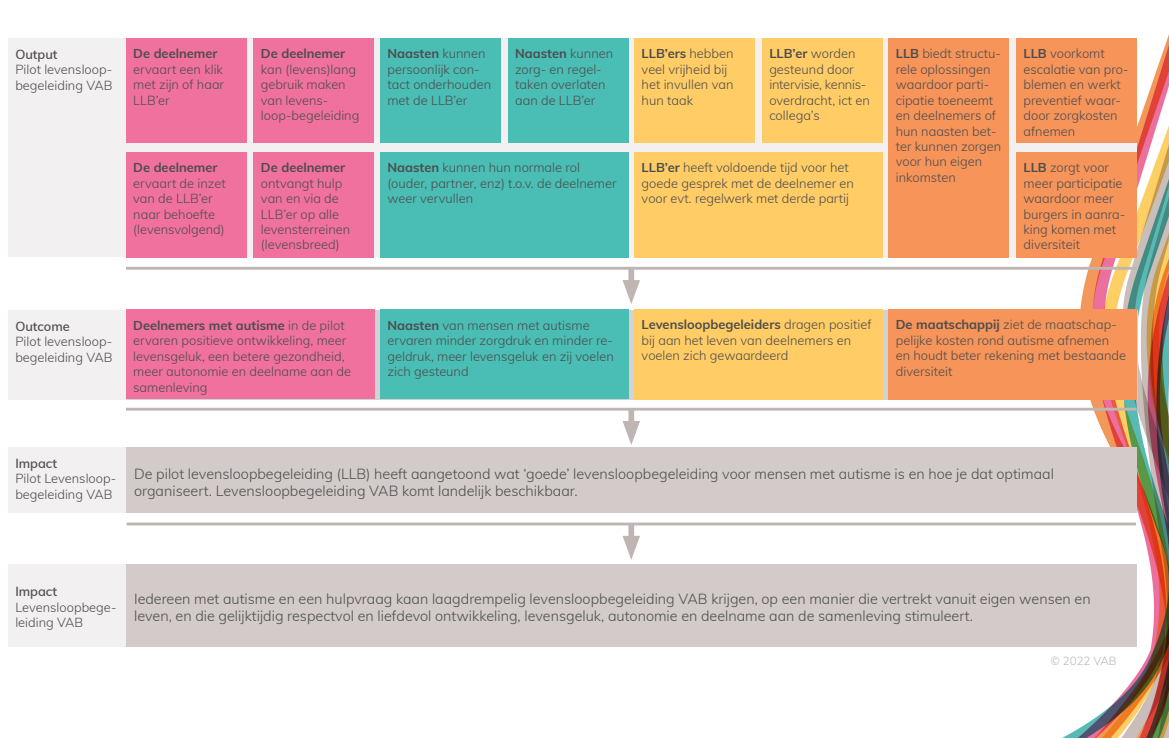 Output
Pilot levensloop-
begeleiding VAB
De deelnemer
ervaart een klik
met zijn of haar
LLB’er
De deelnemer
kan (levens)lang
gebruik maken
van levens-
loop-begeleiding
Naasten kunnen
persoonlijk con-
tact onderhouden
met de LLB’er
Naasten kunnen
zorg- en regel-
taken overlaten
aan de LLB’er
LLB’ers hebben
veel vrijheid bij
het invullen van
hun taak
LLB’er worden
gesteund door
intervisie, kennis-
overdracht, ict en
collega’s
LLB biedt structu-
rele oplossingen
waardoor parti-
cipatie toeneemt
en deelnemers of
hun naasten bet-
ter kunnen zorgen
voor hun eigen
inkomsten
LLB voorkomt
escalatie van pro-
blemen en werkt
preventief waar-
door zorgkosten
afnemen
De deelnemer
ervaart de inzet
van de LLB’er
naar behoefte
(levensvolgend)
De deelnemer
ontvangt hulp
van en via de
LLB’er op alle
levensterreinen
(levensbreed)
Naasten kunnen hun normale rol
(ouder, partner, enz) t.o.v. de deelnemer
weer vervullen
LLB’er heeft voldoende tijd voor het
goede gesprek met de deelnemer en
voor evt. regelwerk met derde partij
LLB zorgt voor
meer participatie
waardoor meer
burgers in aanra-
king komen met
diversiteit
Outcome
Pilot levensloop-
begeleiding VAB
Deelnemers met autisme in de pilot
ervaren positieve ontwikkeling, meer
levensgeluk, een betere gezondheid,
meer autonomie en deelname aan de
samenleving
Naasten van mensen met autisme
ervaren minder zorgdruk en minder re-
geldruk, meer levensgeluk en zij voelen
zich gesteund
Levensloopbegeleiders dragen positief
bij aan het leven van deelnemers en
voelen zich gewaardeerd
De maatschappij ziet de maatschap-
pelijke kosten rond autisme afnemen
en houdt beter rekening met bestaande
diversiteit
Impact
Pilot Levensloop-
begeleiding VAB
De pilot levensloopbegeleiding (LLB) heeft aangetoond wat ‘goede’ levensloopbegeleiding voor mensen met autisme is en hoe je dat optimaal
organiseert. Levensloopbegeleiding VAB komt landelijk beschikbaar.
Impact
Levensloopbege-
leiding VAB
Iedereen met autisme en een hulpvraag kaan laagdrempelig levensloopbegeleiding VAB krijgen, op een manier die vertrekt vanuit eigen wensen en
leven, en die gelijktijdig respectvol en liefdevol ontwikkeling, levensgeluk, autonomie en deelname aan de samenleving stimuleert.
© 2022 VAB